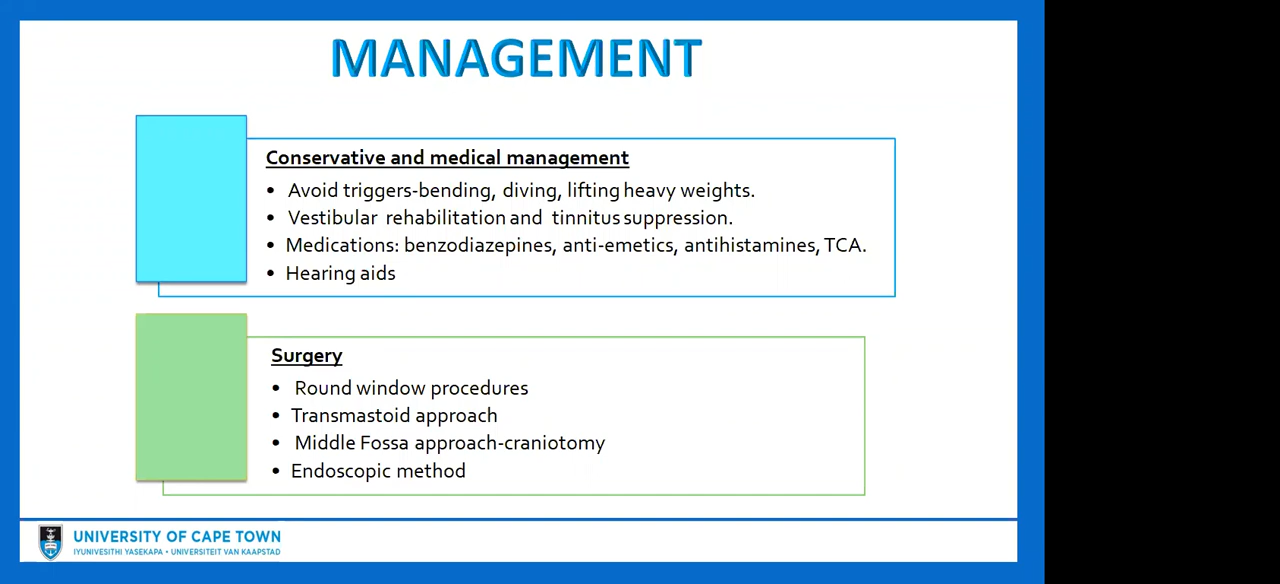 MANAGEMENT
Conservative and medical management
• Avoid triggers-bending, diving, lifting heavy weights.
• Vestibular rehabilitation and tinnitus suppression.
• Medications: benzodiazepines, anti-emetics, antihistamines, TCA.
• Hearing aids
Surgery
• Round window procedures
• Transmastoid approach
• Middle Fossa approach-craniotomy
• Endoscopic method
UNIVERSITY OF CAPE TOWN
IYUNIVESITHI YASEKAPA • UNIVERSITEIT VAN KAAPSTAD